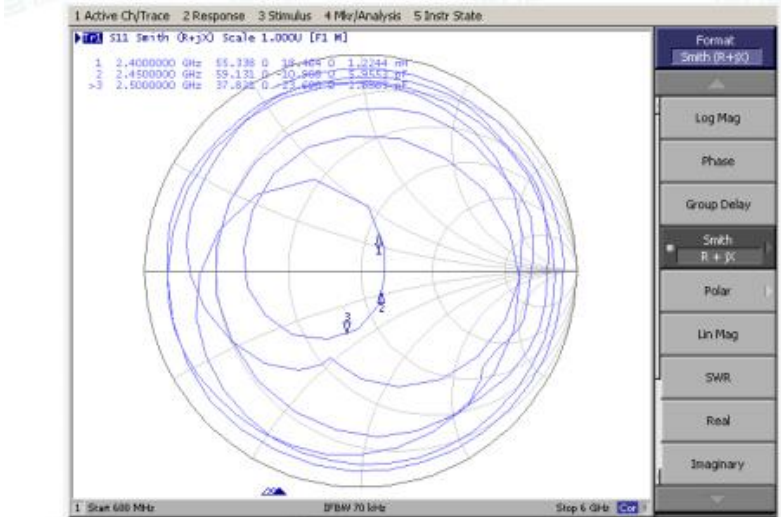 1 Active Ch/Trace 2 Response 3 Stimulus 4 Mkr/Analysis 5 Instr State
Tr1 S11 Smith (R+jX) Scale 1.000U [F1 M]
1 2.4000000 GHz 55.338 Ω 18.464 Ω 1.2244 nH
2 2.4500000 GHz 59.131 Ω
>3 2.5000000 GHz
1
2
3
1 Start 600 MHz IFBW 70 kHz Stop 6 GHz Cor
Format
Smith (R+jX)
Log Mag
Phase
Group Delay
Smith
R + jX
Polar
Lin Mag
SWR
Real
Imaginary